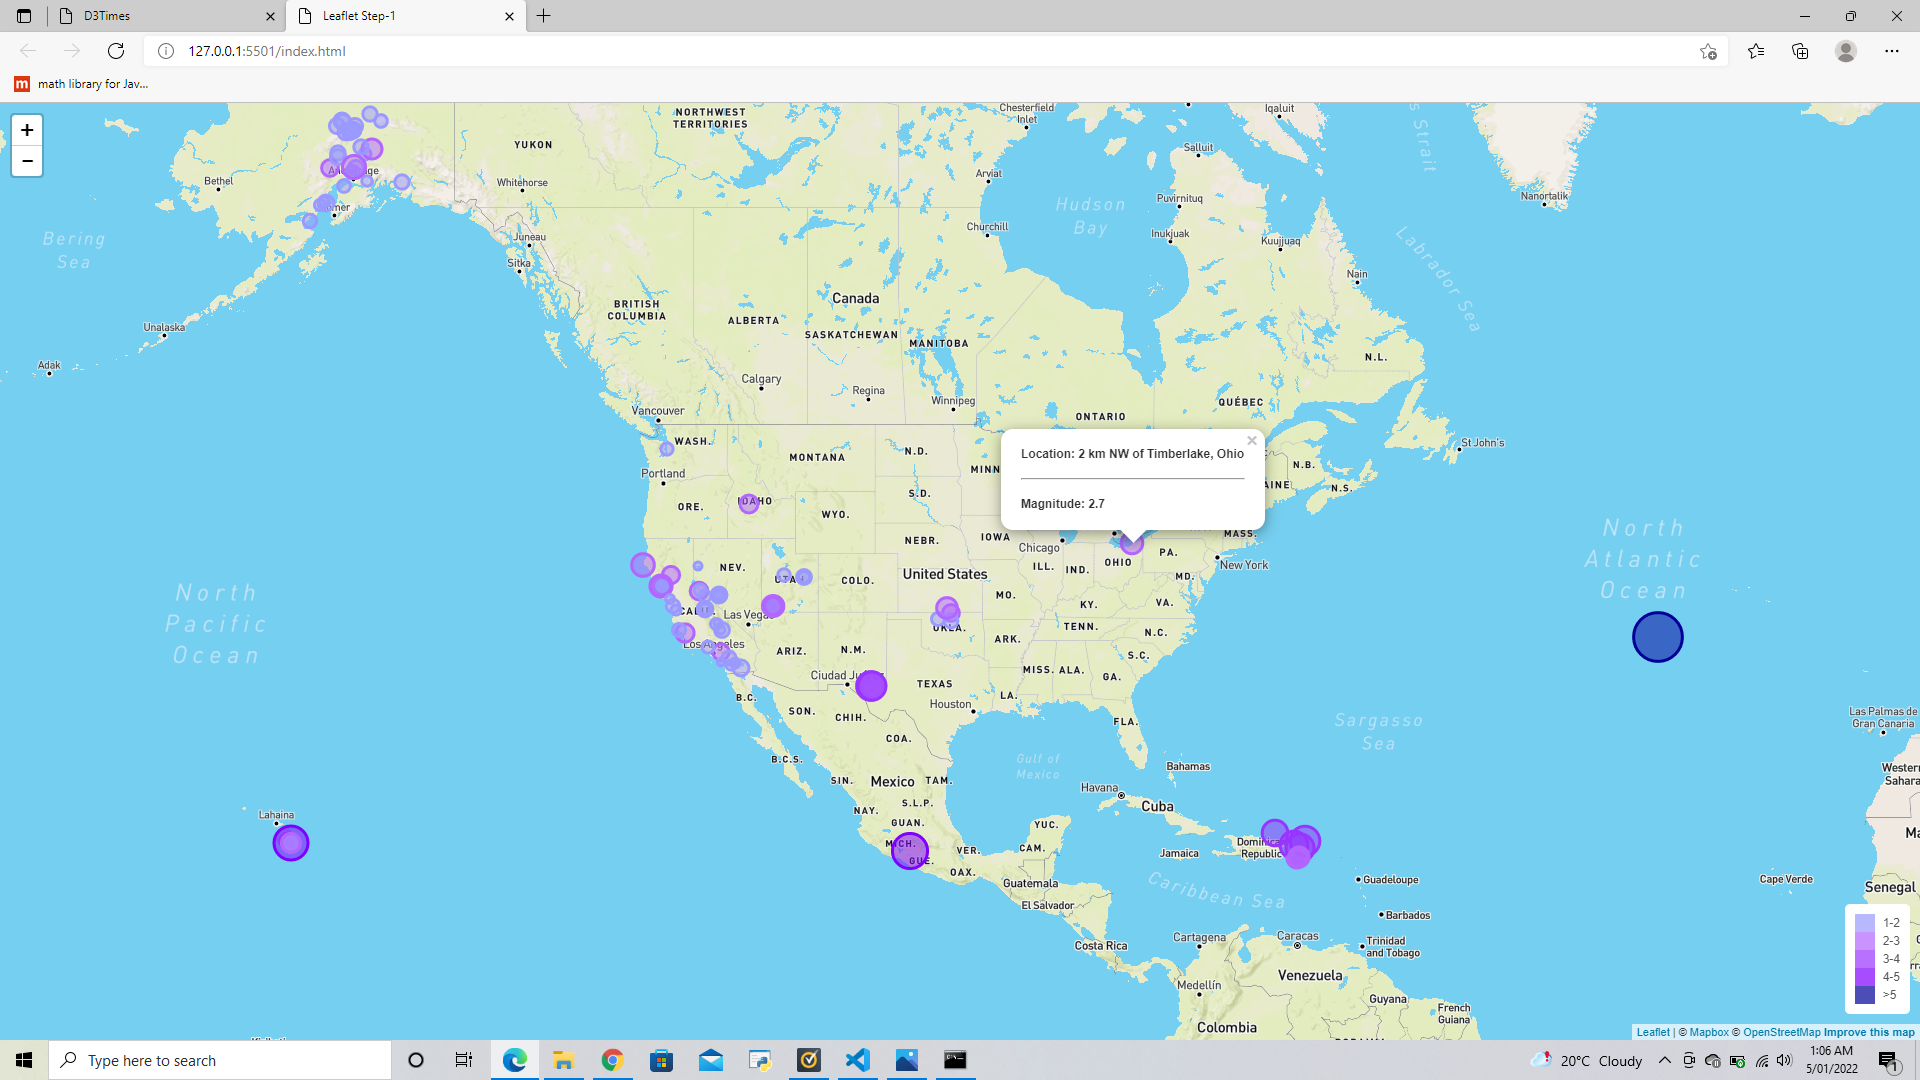 D3Times
Leaflet Step-1
127.0.0.1:5501/index.html
math library for Jav...
+
-
NORTHWEST
TERRITORIES
Chesterfield
Inlet
Iqaluit
YUKON
Salluit
Bethel
Whitehorse
Arviat
Puvirnituq
Nanortalik
Hudson
Bay
Churchill
Inukjuak
Kuujjuaq
Labrador Sea
Bering
Sea
Juneau
Sitka
Nain
Canada
BRITISH
COLUMBIA
ALBERTA
Unalaska
SASKATCHEWAN
MANITOBA
N.L.
Adak
Calgary
Regina
Winnipeg
QUÉBEC
Vancouver
ONTARIO
WASH.
St John's
MONTANA
N.D.
Location: 2 km NW of Timberlake, Ohio
Magnitude: 2.7
×
MINN
N.B.
AINE
N.S.
Portland
S.D.
IDAHO
ORE.
WYO.
North
Atlantic
Ocean
NEBR.
IOWA
MASS.
Chicago
PA.
OHIO
New York
ILL.
IND.
NEV.
UTAH
COLO.
United States
MD.
North
Pacific
Ocean
MO.
KY.
VA.
CALIF.
Las Vegas
OKLA.
TENN.
N.C.
Los Angeles
ARIZ.
N.M.
ARK.
S.C.
MISS.
ALA.
GA.
Ciudad Juárez
TEXAS
B.C.
LA.
Houston
SON.
CHIH.
FLA.
Sargasso
Sea
Las Palmas de
Gran Canaria
COA.
B.C.S.
Gulf of
Mexico
Bahamas
Western
Sahara
SIN.
Mexico
TAM.
Havana
Cuba
S.L.P.
NAY.
GUAN.
YUC.
Lahaina
MICH.
GUE.
VER.
CAM.
Jamaica
Dominican
Republic
OAX.
Guatemala
Guadeloupe
Cape Verde
Senegal
El Salvador
Caribbean Sea
Barbados
Costa Rica
Cartagena
Caracas
Trinidad
and Tobago
Venezuela
Medellín
Guyana
French
Guiana
Colombia
1-2
2-3
3-4
4-5
>5
Leaflet | © Mapbox © OpenStreetMap Improve this map
Type here to search
20°C Cloudy
1:06 AM
5/01/2022
1